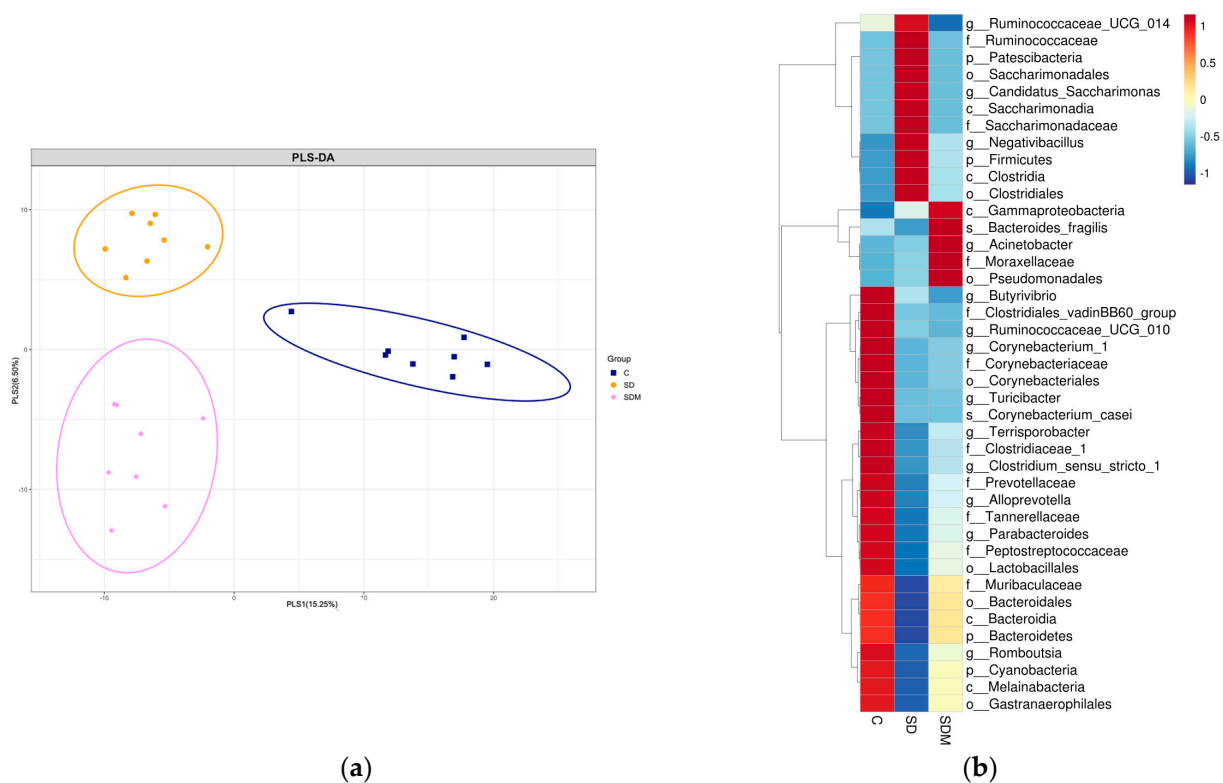 PLS-DA
10
0
-10
PLS2(6.50%)
-10
0
10
20
PLS1(15.25%)
Group
C
SD
SDM
(a)
g__Ruminococcaceae_UCG_014
f__Ruminococcaceae
p__Patescibacteria
o__Saccharimonadales
g__Candidatus_Saccharimonas
c__Saccharimonadia
f__Saccharimonadaceae
g__Negativibacillus
p__Firmicutes
c__Clostridia
o__Clostridiales
c__Gammaproteobacteria
s__Bacteroides_fragilis
g__Acinetobacter
f__Moraxellaceae
o__Pseudomonadales
g__Butyrivibrio
f__Clostridiales_vadinBB60_group
g__Ruminococcaceae_UCG_010
g__Corynebacterium_1
f__Corynebacteriaceae
o__Corynebacteriales
g__Turicibacter
s__Corynebacterium_casei
g__Terrisporobacter
f__Clostridiaceae_1
g__Clostridium_sensu_stricto_1
f__Prevotellaceae
g__Alloprevotella
f__Tannerellaceae
g__Parabacteroides
f__Peptostreptococcaceae
o__Lactobacillales
f__Muribaculaceae
o__Bacteroidales
c__Bacteroidia
p__Bacteroidetes
g__Romboutsia
p__Cyanobacteria
c__Melainabacteria
o__Gastranaerophilales
C
SD
SDM
1
0.5
0
-0.5
-1
(b)